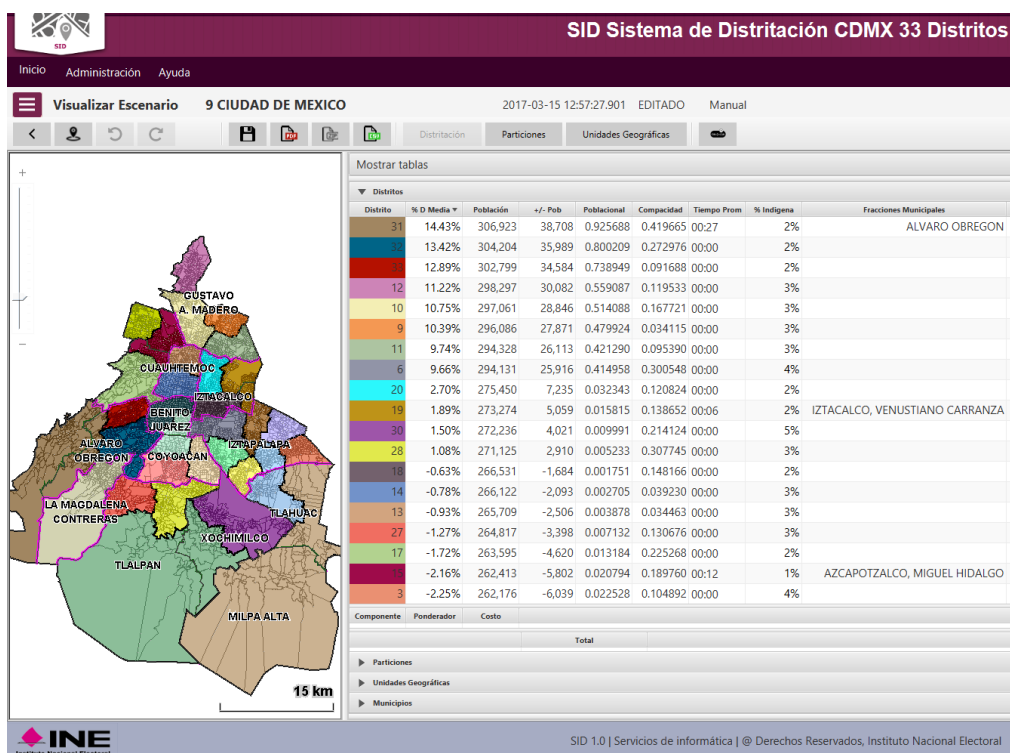 SID
SID Sistema de Distritación CDMX 33 Distritos
Inicio Administración Ayuda
Visualizar Escenario 9 CIUDAD DE MEXICO 2017-03-15 12:57:27.901 EDITADO Manual
Distritación Particiones Unidades Geográficas
Mostrar tablas
Distritos
Distrito % D Media Población +/- Pob Poblacional Compacidad Tiempo Prom % Indigena Fracciones Municipales
31 14.43% 306,923 38,708 0.925688 0.419665 00:27 2% ALVARO OBREGON
32 13.42% 304,204 35,989 0.800209 0.272976 00:00 2%
33 12.89% 302,799 34,584 0.738949 0.091688 00:00 2%
12 11.22% 298,297 30,082 0.559087 0.119533 00:00 3%
10 10.75% 297,061 28,846 0.514088 0.167721 00:00 3%
9 10.39% 296,086 27,871 0.479924 0.034115 00:00 3%
11 9.74% 294,328 26,113 0.421290 0.095390 00:00 3%
6 9.66% 294,131 25,916 0.414958 0.300548 00:00 4%
20 2.70% 275,450 7,235 0.032343 0.120824 00:00 2%
19 1.89% 273,274 5,059 0.015815 0.138652 00:06 2% IZTACALCO, VENUSTIANO CARRANZA
30 1.50% 272,236 4,021 0.009991 0.214124 00:00 5%
28 1.08% 271,125 2,910 0.005233 0.307745 00:00 3%
18 -0.63% 266,531 -1,684 0.001751 0.148166 00:00 2%
14 -0.78% 266,122 -2,093 0.002705 0.039230 00:00 3%
13 -0.93% 265,709 -2,506 0.003878 0.034463 00:00 3%
27 -1.27% 264,817 -3,398 0.007132 0.130676 00:00 3%
17 -1.72% 263,595 -4,620 0.013184 0.225268 00:00 2%
-2.16% 262,413 -5,802 0.020794 0.189760 00:12 1% AZCAPOTZALCO, MIGUEL HIDALGO
3 -2.25% 262,176 -6,039 0.022528 0.104892 00:00 4%
Componente Ponderador Costo
Total
Particiones
Unidades Geográficas
Municipios
GUSTAVO
A. MADERO
CUAUHTEMOC
IZTACALCO
BENITO
JUAREZ
ALVARO
OBREGON
COYOACAN
IZTAPALAPA
LA MAGDALENA
CONTRERAS
TLAHUAC
XOCHIMILCO
TLALPAN
MILPA ALTA
15 km
INE
Instituto Nacional Electoral
SID 1.0 | Servicios de informática | @ Derechos Reservados, Instituto Nacional Electoral